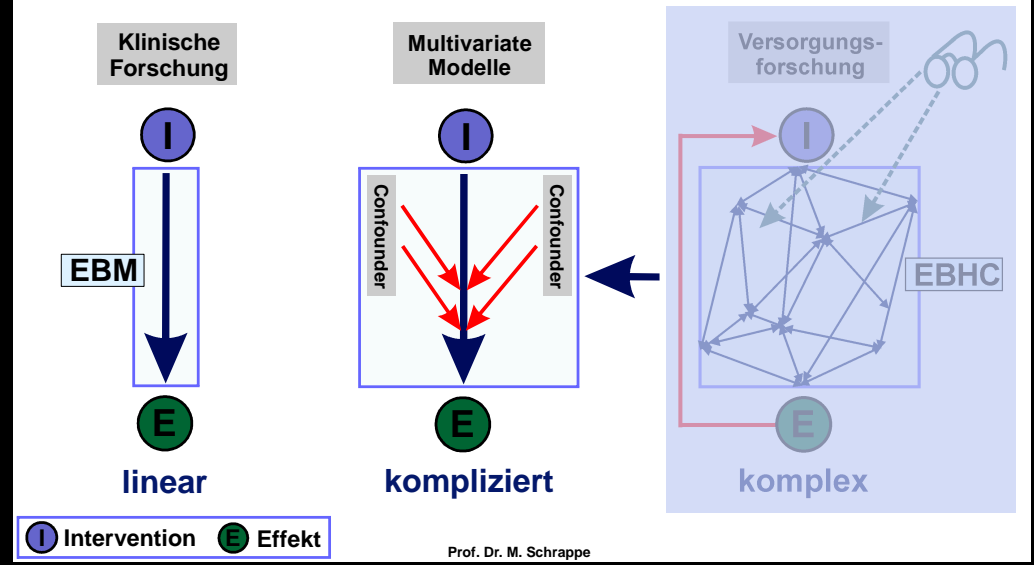 Klinische
Forschung
Multivariate
Modelle
Versorgungs-
forschung
I
I
I
Confounder
Confounder
EBM
EBHC
E
E
E
linear
kompliziert
komplex
I Intervention E Effekt
Prof. Dr. M. Schrappe